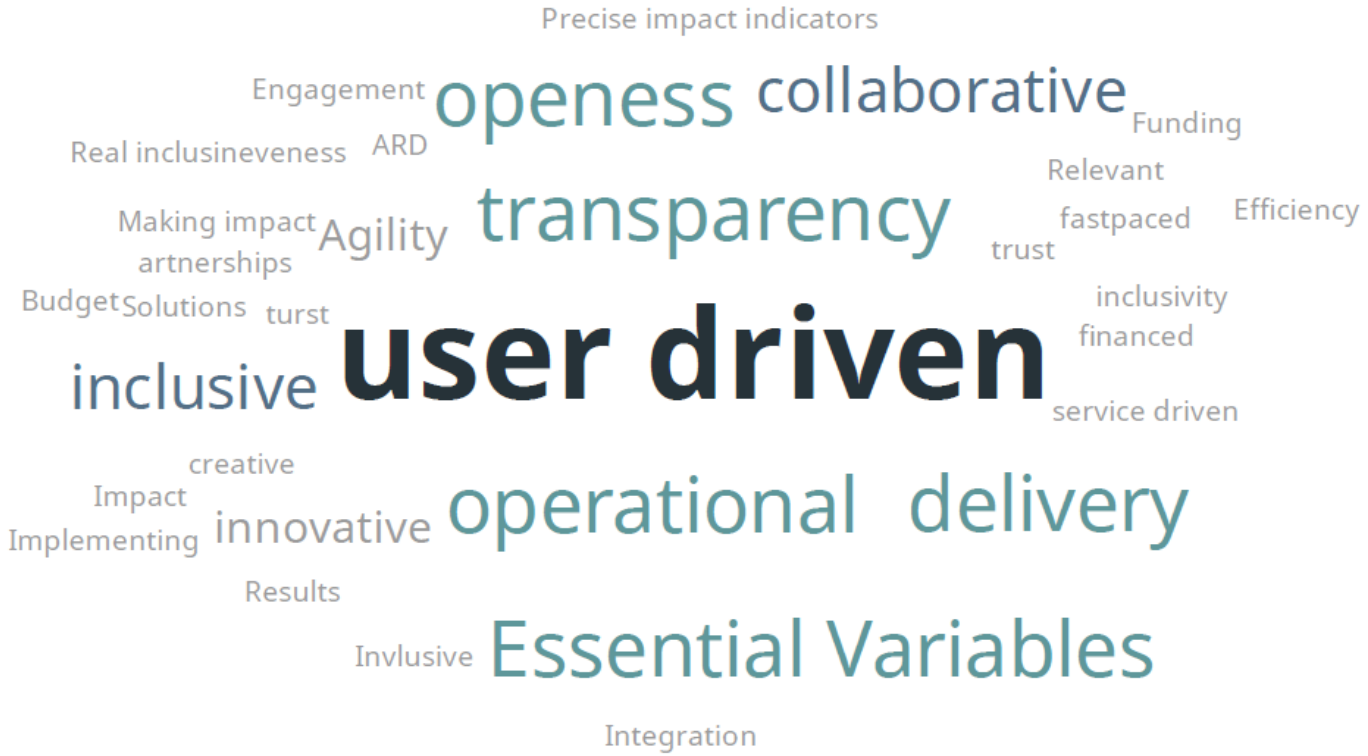 Precise impact indicators
Engagement openess collaborative
Funding
Real inclusineveness ARD
Relevant
Making impact Agility transparency fastpaced Efficiency
artnerships trust
Budget Solutions turst inclusivity
user driven financed
inclusive service driven
creative
Impact operational delivery
Implementing innovative
Results
Invlusive Essential Variables
Integration